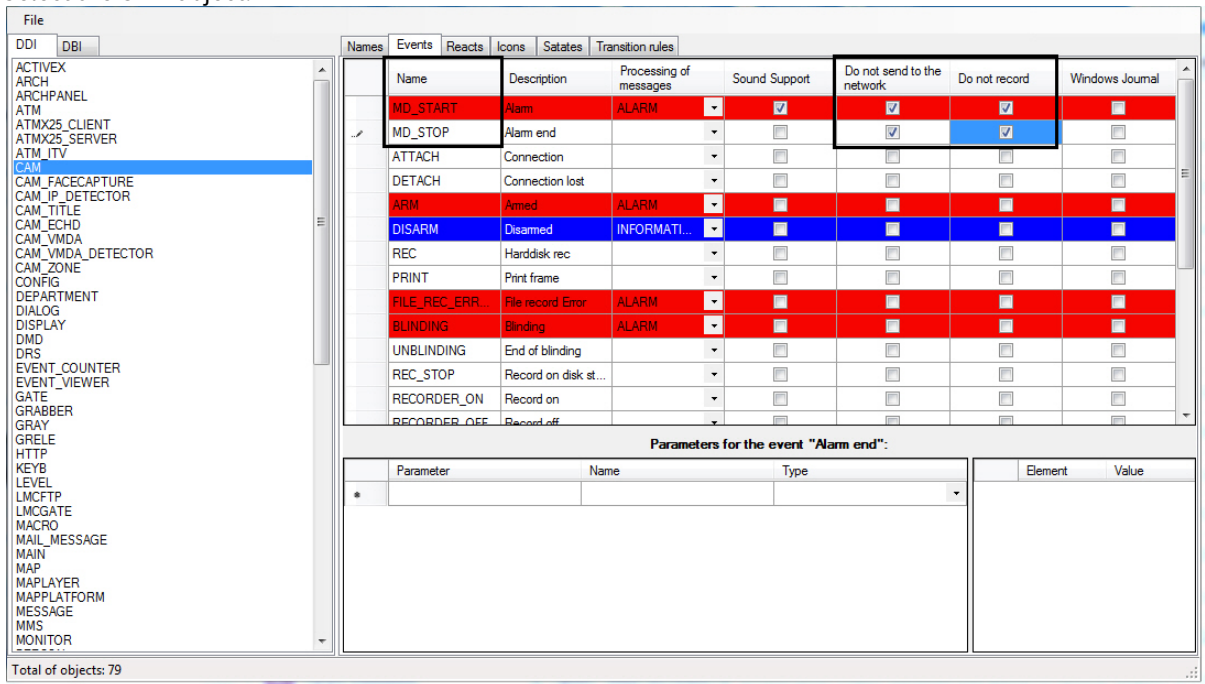 File
DDI DBI
ACTIVEX
ARCH
ARCHPANEL
ATM
ATMX25_CLIENT
ATMX25_SERVER
ATM_ITV
CAM
CAM_FACECAPTURE
CAM_IP_DETECTOR
CAM_TITLE
CAM_ECHD
CAM_VMDA
CAM_VMDA_DETECTOR
CAM_ZONE
CONFIG
DEPARTMENT
DIALOG
DISPLAY
DMD
DRS
EVENT_COUNTER
EVENT_VIEWER
GATE
GRABBER
GRAY
GRELE
HTTP
KEYB
LEVEL
LMCFTP
LMCGATE
MACRO
MAIL_MESSAGE
MAIN
MAP
MAPLAYER
MAPPLATFORM
MESSAGE
MMS
MONITOR
Names Events Reacts Icons Satates Transition rules
Name Description Processing of messages Sound Support Do not send to the network Do not record Windows Journal
MD_START Alarm ALARM
MD_STOP Alarm end
ATTACH Connection
DETACH Connection lost
ARM Armed ALARM
DISARM Disarmed INFORMATI...
REC Harddisk rec
PRINT Print frame
FILE_REC_ERR... File record Error ALARM
BLINDING Blinding ALARM
UNBLINDING End of blinding
REC_STOP Record on disk st...
RECORDER_ON Record on
RECORDER_OFF Record off
Parameters for the event "Alarm end":
Parameter Name Type
Element Value
Total of objects: 79